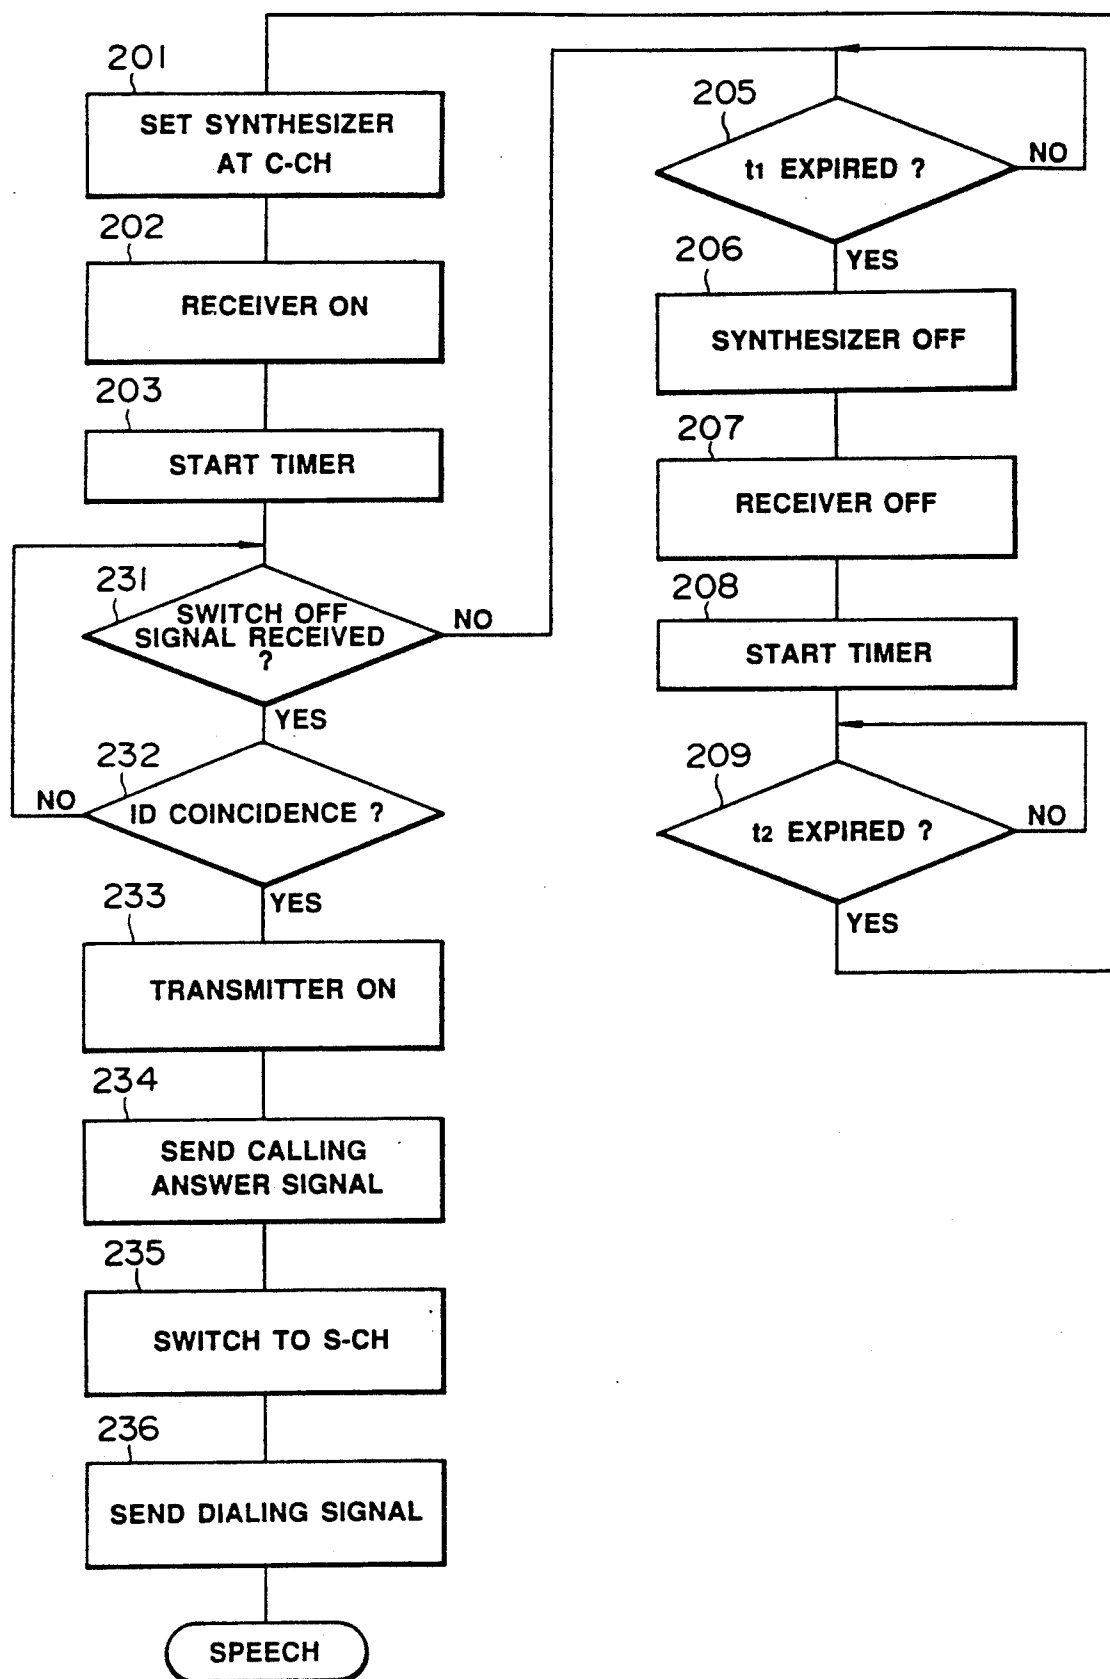 201
SET SYNTHESIZER
AT C-CH
202
RECEIVER ON
203
START TIMER
231
SWITCH OFF
SIGNAL RECEIVED
?
NO
YES
232
ID COINCIDENCE ?
NO
YES
233
TRANSMITTER ON
234
SEND CALLING
ANSWER SIGNAL
235
SWITCH TO S-CH
236
SEND DIALING SIGNAL
SPEECH
205
t1 EXPIRED ?
NO
YES
206
SYNTHESIZER OFF
207
RECEIVER OFF
208
START TIMER
209
t2 EXPIRED ?
NO
YES